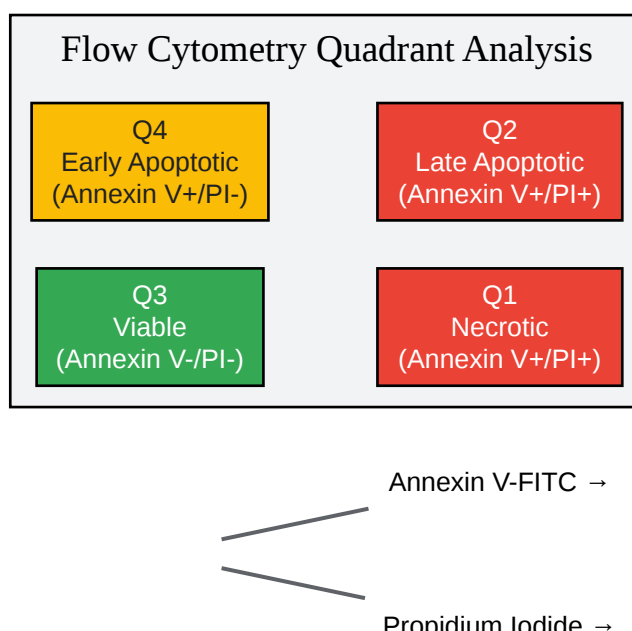 Flow Cytometry Quadrant Analysis
Q4
Early Apoptotic
(Annexin V+/PI-)
Q2
Late Apoptotic
(Annexin V+/PI+)
Q3
Viable
(Annexin V-/PI-)
Q1
Necrotic
(Annexin V+/PI+)
Annexin V-FITC →
Propidium Iodide →